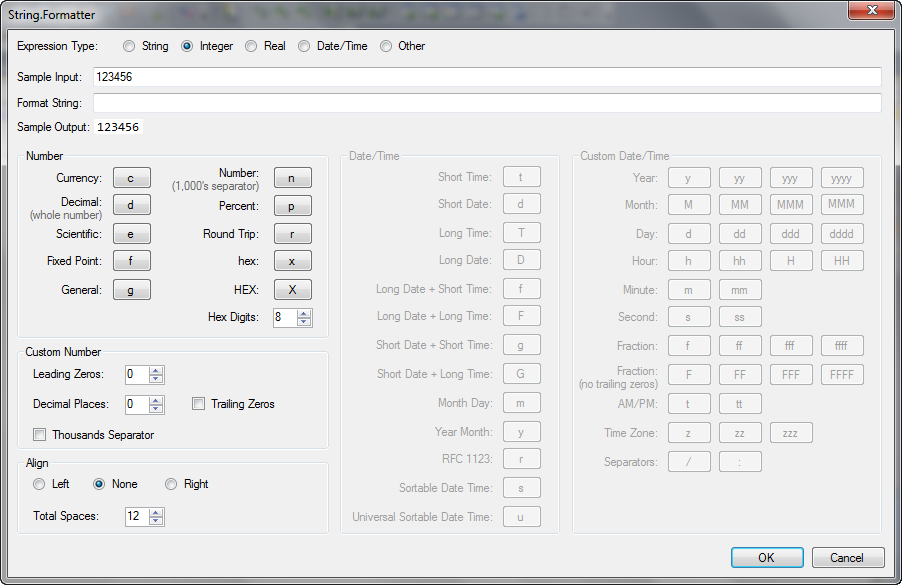 String.Formatter
Expression Type: String Integer Real Date/Time Other
Sample Input: 123456
Format String:
Sample Output: 123456
Number
Currency: c
Number: n
(1,000's separator)
Decimal: d
(whole number)
Percent: p
Scientific: e
Round Trip: r
Fixed Point: f
hex: x
General: g
HEX: X
Hex Digits: 8
Custom Number
Leading Zeros: 0
Decimal Places: 0 Trailing Zeros
Thousands Separator
Align
Left None Right
Total Spaces: 12
Date/Time
Short Time: t
Short Date: d
Long Time: T
Long Date: D
Long Date + Short Time: f
Long Date + Long Time: F
Short Date + Short Time: g
Short Date + Long Time: G
Month Day: m
Year Month: y
RFC 1123: r
Sortable Date Time: s
Universal Sortable Date Time: u
Custom Date/Time
Year: y yy yyy yyyy
Month: M MM MMM MMM
Day: d dd ddd dddd
Hour: h hh H HH
Minute: m mm
Second: s ss
Fraction: f ff fff ffff
Fraction: F FF FFF FFFF
(no trailing zeros)
AM/PM: t tt
Time Zone: z zz zzz
Separators: / :
OK Cancel